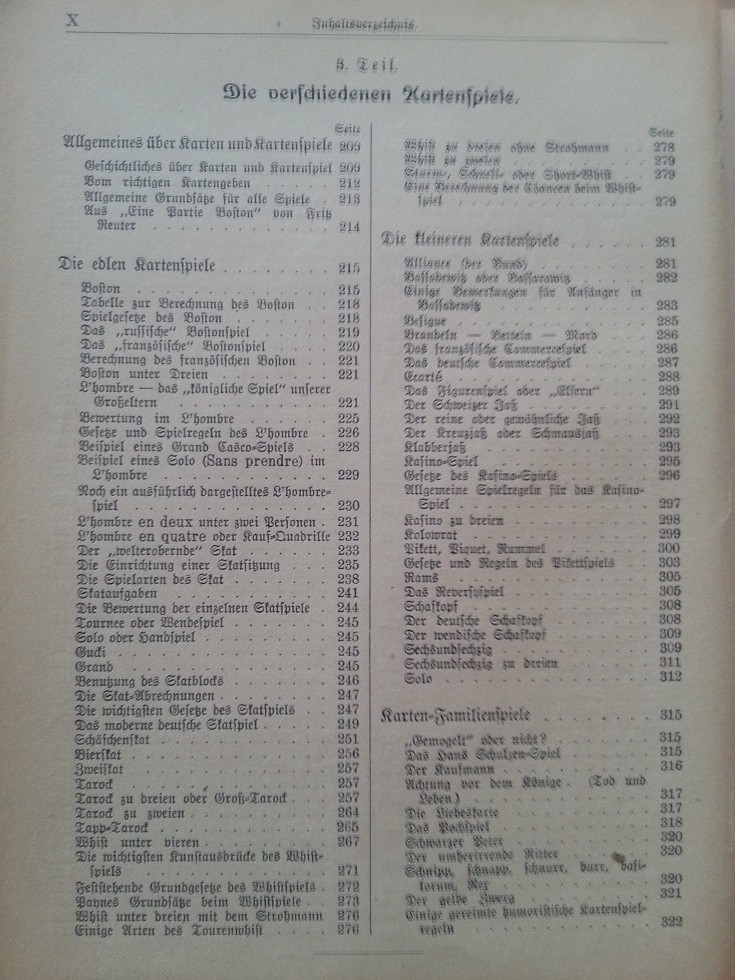 X
Inhaltsverzeichnis.
3. Teil.
Die verschiedenen Kartenspiele.
Seite
Allgemeines über Karten und Kartenspiele 209
Geschichtliches über Karten und Kartenspiel 209
Vom richtigen Kartengeben . . . . . . 212
Allgemeine Grundsätze für alle Spiele . . 213
Aus „Eine Partie Boston“ von Fritz
Reuter . . . . . . . . . . . . . 214
Die edlen Kartenspiele . . . . . . . . 215
Boston . . . . . . . . . . . . . . 215
Tabelle zur Berechnung des Boston . . . 218
Spielgesetze des Boston . . . . . . . 218
Das „russische“ Bostonspiel . . . . . 219
Das „französische“ Bostonspiel . . . . 220
Berechnung des französischen Boston . . 221
Boston unter Dreien . . . . . . . . 221
L'hombre — das „königliche Spiel“ unserer
Großeltern . . . . . . . . . . . 221
Bewertung im L'hombre . . . . . . . 225
Gesetze und Spielregeln des L'hombre . . 226
Beispiel eines Grand Casco-Spiels . . . 228
Beispiel eines Solo (Sans prendre) im
L'hombre . . . . . . . . . . . . 229
Noch ein ausführlich dargestelltes L'hombre-
spiel . . . . . . . . . . . . . . 230
L'hombre en deux unter zwei Personen . 231
L'hombre en quatre oder Kauf-Quadrille 232
Der „welterobernde“ Skat . . . . . . 233
Die Einrichtung einer Skatsitzung . . . 235
Die Spielarten des Skat . . . . . . . 238
Skataufgaben . . . . . . . . . . . 241
Die Bewertung der einzelnen Skatspiele . 244
Tournee oder Wendespiel . . . . . . 245
Solo oder Handspiel . . . . . . . . 245
Gucki . . . . . . . . . . . . . . 245
Grand . . . . . . . . . . . . . . 245
Benutzung des Skatblocks . . . . . . 246
Die Skat-Abrechnungen . . . . . . . 247
Die wichtigsten Gesetze des Skatspiels . . 247
Das moderne deutsche Skatspiel . . . . 249
Schäfchenskat . . . . . . . . . . . 251
Bierskat . . . . . . . . . . . . . 256
Zweiskat . . . . . . . . . . . . . 257
Tarock . . . . . . . . . . . . . . 257
Tarock zu dreien oder Groß-Tarock . . 257
Tarock zu zweien . . . . . . . . . 264
Tapp-Tarock . . . . . . . . . . . 265
Whist unter vieren . . . . . . . . . 267
Die wichtigsten Kunstausdrücke des Whist-
spiels . . . . . . . . . . . . . 271
Feststehende Grundgesetze des Whistspiels . 272
Paynes Grundsätze beim Whistspiele . . 273
Whist unter dreien mit dem Strohmann 276
Einige Arten des Tourenwhist . . . . 276
Seite
Whist zu dreien ohne Strohmann . . 278
Whist zu zweien . . . . . . . . . 279
Sturm-, Schnell- oder Short-Whist . . 279
Eine Berechnung der Chancen beim Whist-
spiel . . . . . . . . . . . . . 279
Die kleineren Kartenspiele . . . . . . 281
Alliance (der Bund) . . . . . . . . 281
Bassadewitz oder Bassarowitz . . . . 282
Einige Bemerkungen für Anfänger in
Bassadewitz . . . . . . . . . . 283
Besigue . . . . . . . . . . . . . 285
Brandeln — Betteln — Mord . . . . 286
Das französische Commercespiel . . . 286
Das deutsche Commercespiel . . . . . 287
Ecarté . . . . . . . . . . . . . 288
Das Figurenspiel oder „Elfern“ . . . 289
Der Schweizer Jaß . . . . . . . . 291
Der reine oder gewöhnliche Jaß . . . 292
Der Kreuzjaß oder Schmausjaß . . . 293
Klabberjaß . . . . . . . . . . . 293
Kasino-Spiel . . . . . . . . . . . 295
Gesetze des Kasino-Spiels . . . . . . 296
Allgemeine Spielregeln für das Kasino-
Spiel . . . . . . . . . . . . . 297
Kasino zu dreien . . . . . . . . . 298
Kolowrat . . . . . . . . . . . . 299
Pikett, Piquet, Rummel . . . . . . 300
Gesetze und Regeln des Pikettspiels . . 303
Rams . . . . . . . . . . . . . . 305
Das Reversyspiel . . . . . . . . . 305
Schafkopf . . . . . . . . . . . . 308
Der deutsche Schafkopf . . . . . . . 308
Der wendische Schafkopf . . . . . . 309
Sechsundsechzig . . . . . . . . . . 309
Sechsundsechzig zu dreien . . . . . . 311
Solo . . . . . . . . . . . . . . 312
Karten-Familienspiele . . . . . . . . 315
„Gemogelt“ oder nicht? . . . . . . . 315
Das Hans Schulzen-Spiel . . . . . . 315
Der Kaufmann . . . . . . . . . . 316
Achtung vor dem Könige. (Tod und
Leben) . . . . . . . . . . . . . 317
Die Liebeskarte . . . . . . . . . . 317
Das Pochspiel . . . . . . . . . . 318
Schwarzer Peter . . . . . . . . . 320
Der umherirrende Ritter . . . . . . 320
Schnipp, schnapp, schnurr, burr, basi-
lorum, Rex . . . . . . . . . . . 320
Der gelbe Zwerg . . . . . . . . . 321
Einige gereimte humoristische Kartenspiel-
regeln . . . . . . . . . . . . . 322